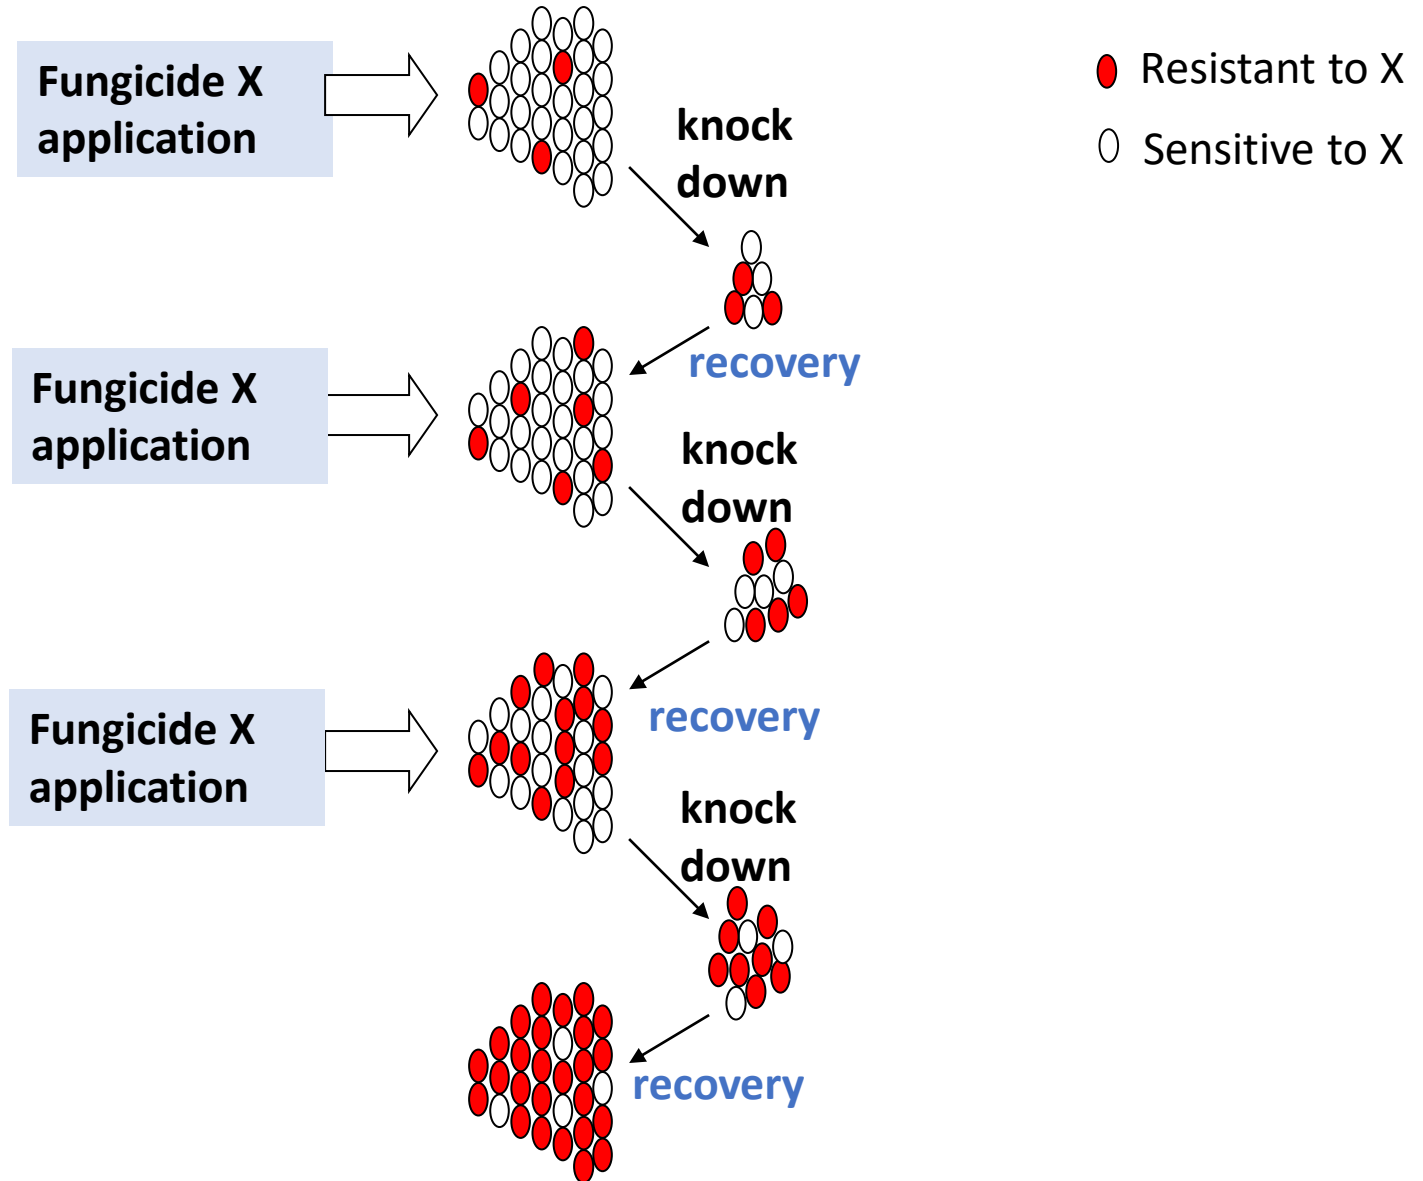 Fungicide X
application
Resistant to X
Sensitive to X
knock
down
recovery
Fungicide X
application
knock
down
recovery
Fungicide X
application
knock
down
recovery